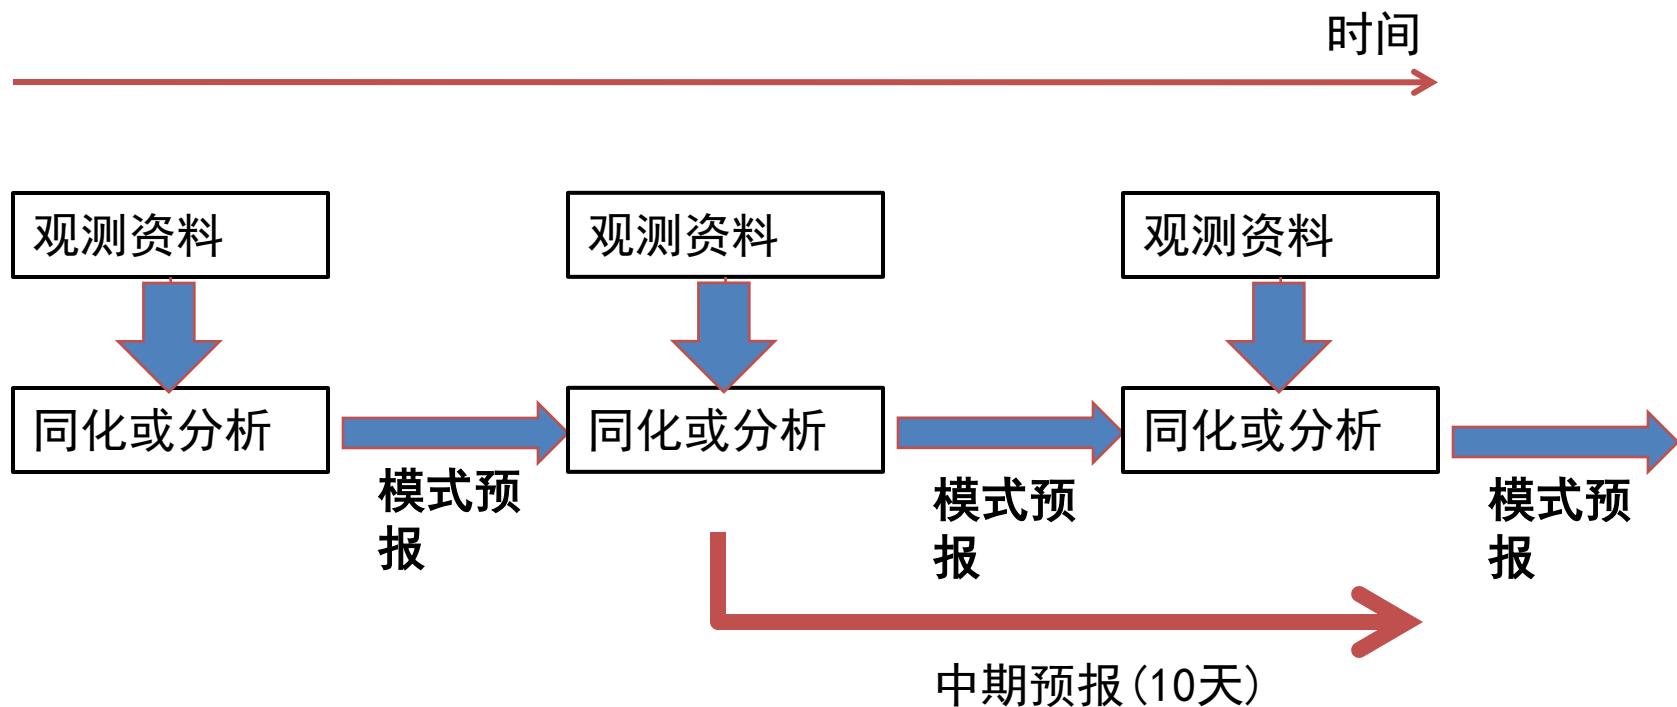 时间
观测资料
观测资料
观测资料
同化或分析
同化或分析
同化或分析
模式预
报
模式预
报
模式预
报
中期预报(10天)